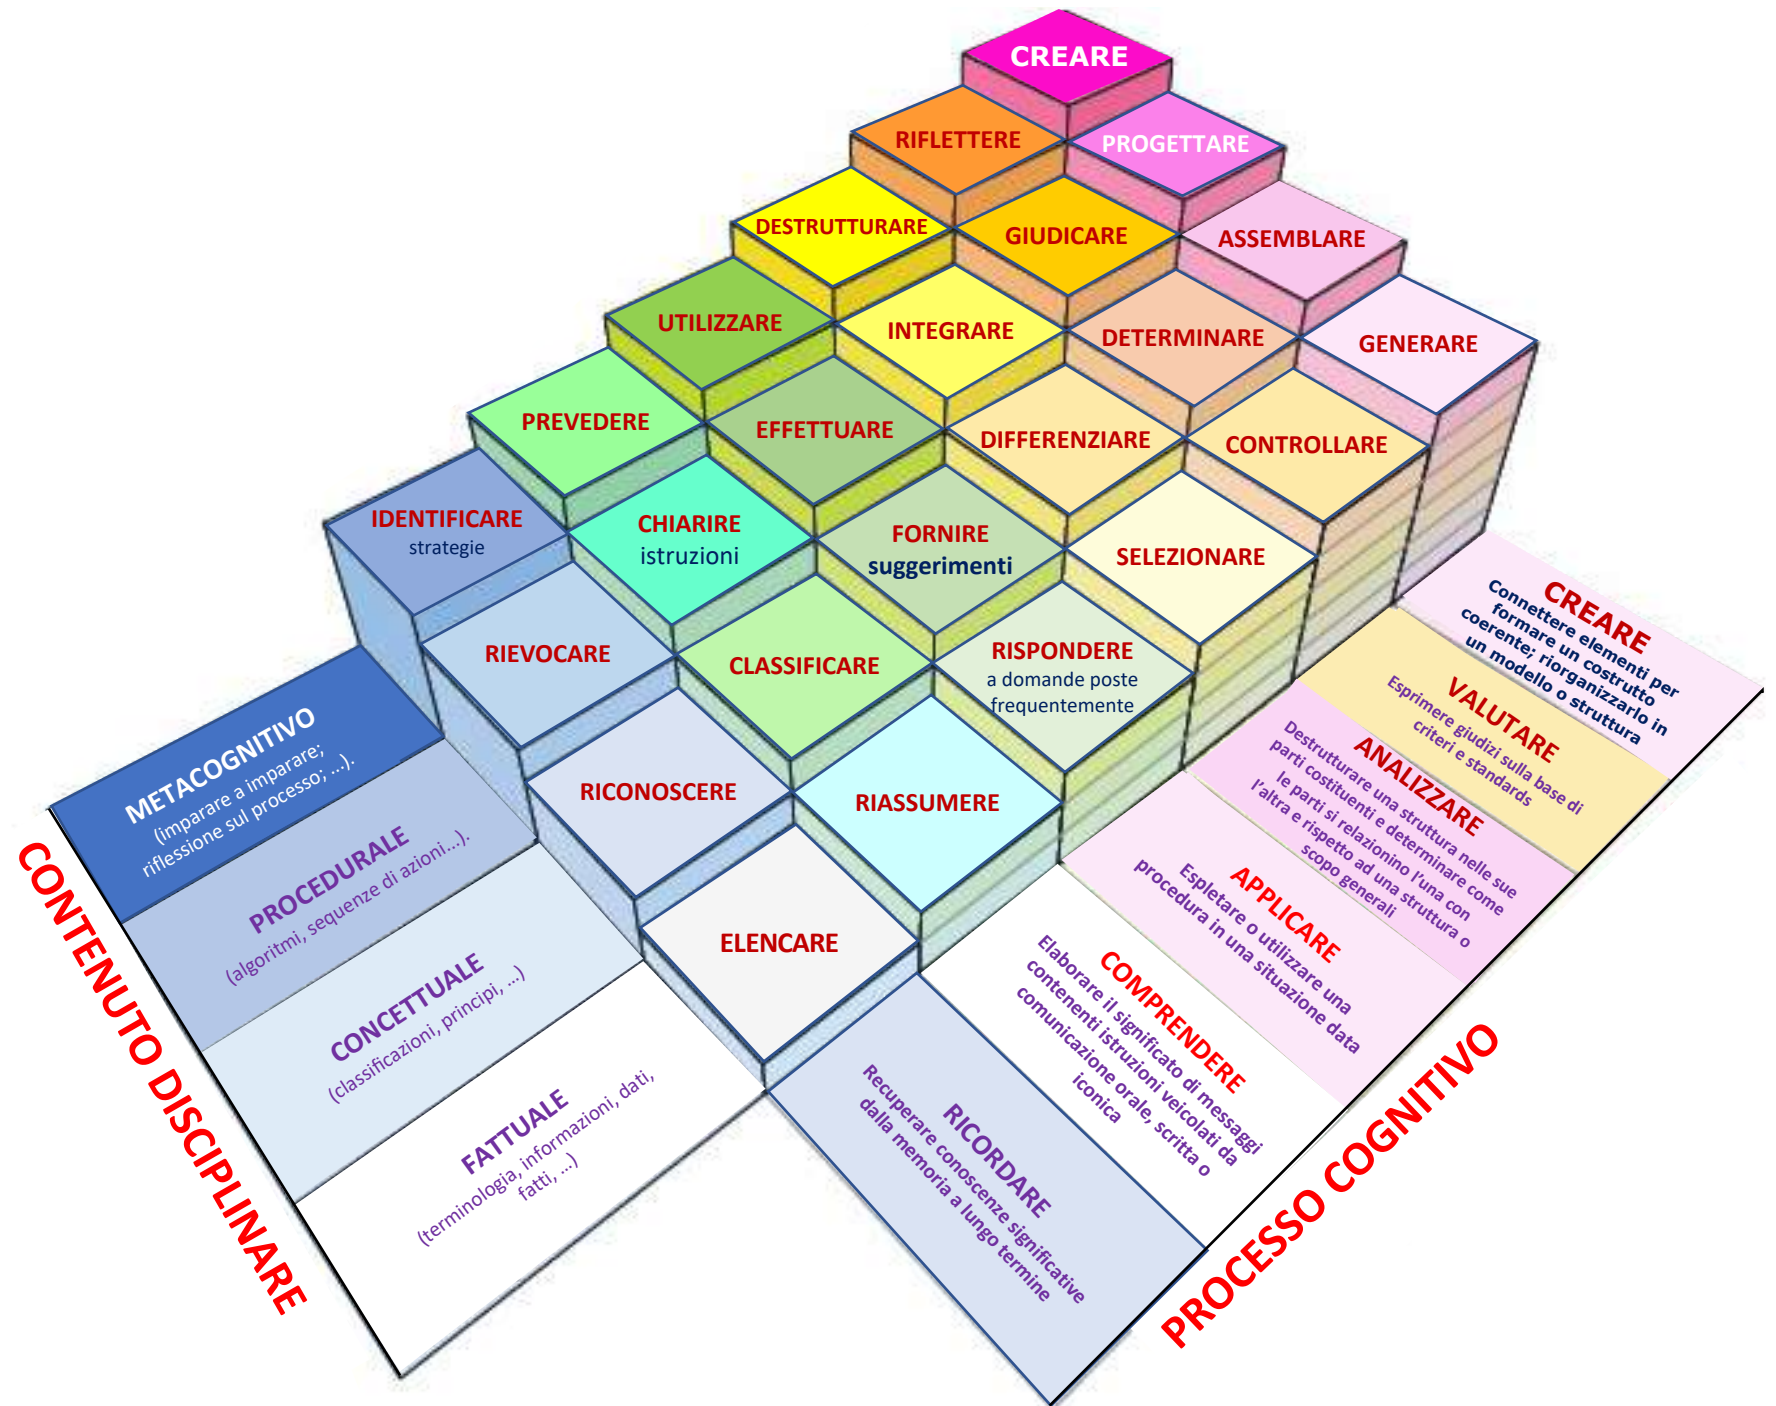 CREARE
RIFLETTERE
PROGETTARE
DESTRUTTURARE
GIUDICARE
ASSEMBLARE
UTILIZZARE
INTEGRARE
DETERMINARE
GENERARE
PREVEDERE
EFFETTUARE
DIFFERENZIARE
CONTROLLARE
IDENTIFICARE
strategie
CHIARIRE
istruzioni
FORNIRE
suggerimenti
SELEZIONARE
RIEVOCARE
CLASSIFICARE
RISPONDERE
a domande poste
frequentemente
RICONOSCERE
RIASSUMERE
ELENCARE
METACOGNITIVO
(imparare a imparare;
riflessione sul processo; ...).
PROCEDURALE
(algoritmi, sequenze di azioni...).
CONCETTUALE
(classificazioni, principi, ...)
FATTUALE
(terminologia, informazioni, dati,
fatti, ...)
CONTENUTO DISCIPLINARE
CREARE
Connettere elementi per
formare un costrutto
coerente; riorganizzarlo in
un modello o struttura
VALUTARE
Esprimere giudizi sulla base di
criteri e standards
ANALIZZARE
Destrutturare una struttura nelle sue
parti costituenti e determinare come
le parti si relazionino l'una con
l'altra e rispetto ad una struttura o
scopo generali
APPLICARE
Espletare o utilizzare una
procedura in una situazione data
COMPRENDERE
Elaborare il significato di messaggi
contenenti istruzioni veicolati da
comunicazione orale, scritta o
iconica
RICORDARE
Recuperare conoscenze significative
dalla memoria a lungo termine
PROCESSO COGNITIVO